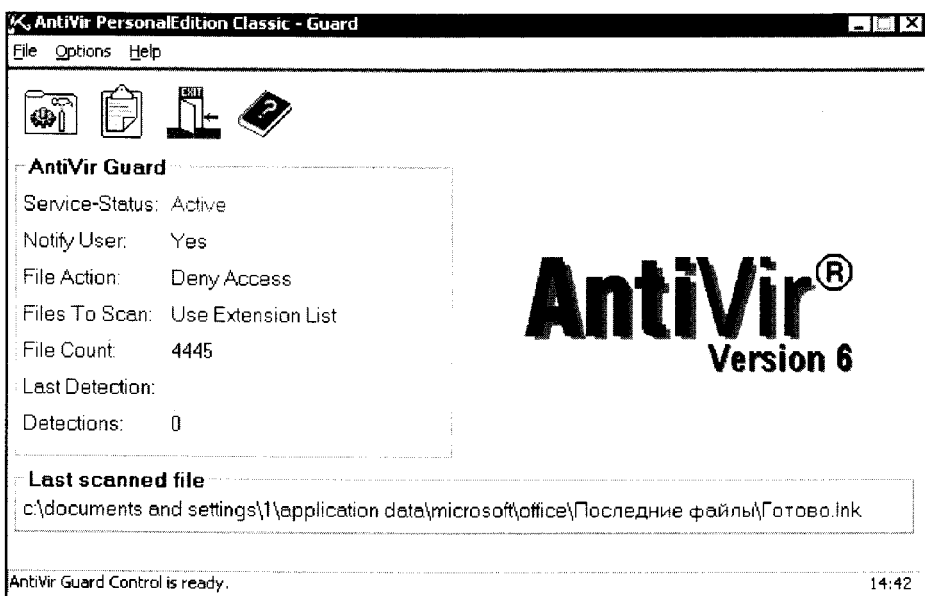 AntiVir PersonalEdition Classic - Guard
File Options Help
EXIT
?
AntiVir Guard
Service-Status: Active
Notify User: Yes
File Action: Deny Access
Files To Scan: Use Extension List
File Count: 4445
Last Detection:
Detections: 0
AntiVir®
Version 6
Last scanned file
c:\documents and settings\1\application data\microsoft\office\Последние файлы\Готово.lnk
AntiVir Guard Control is ready. 14:42